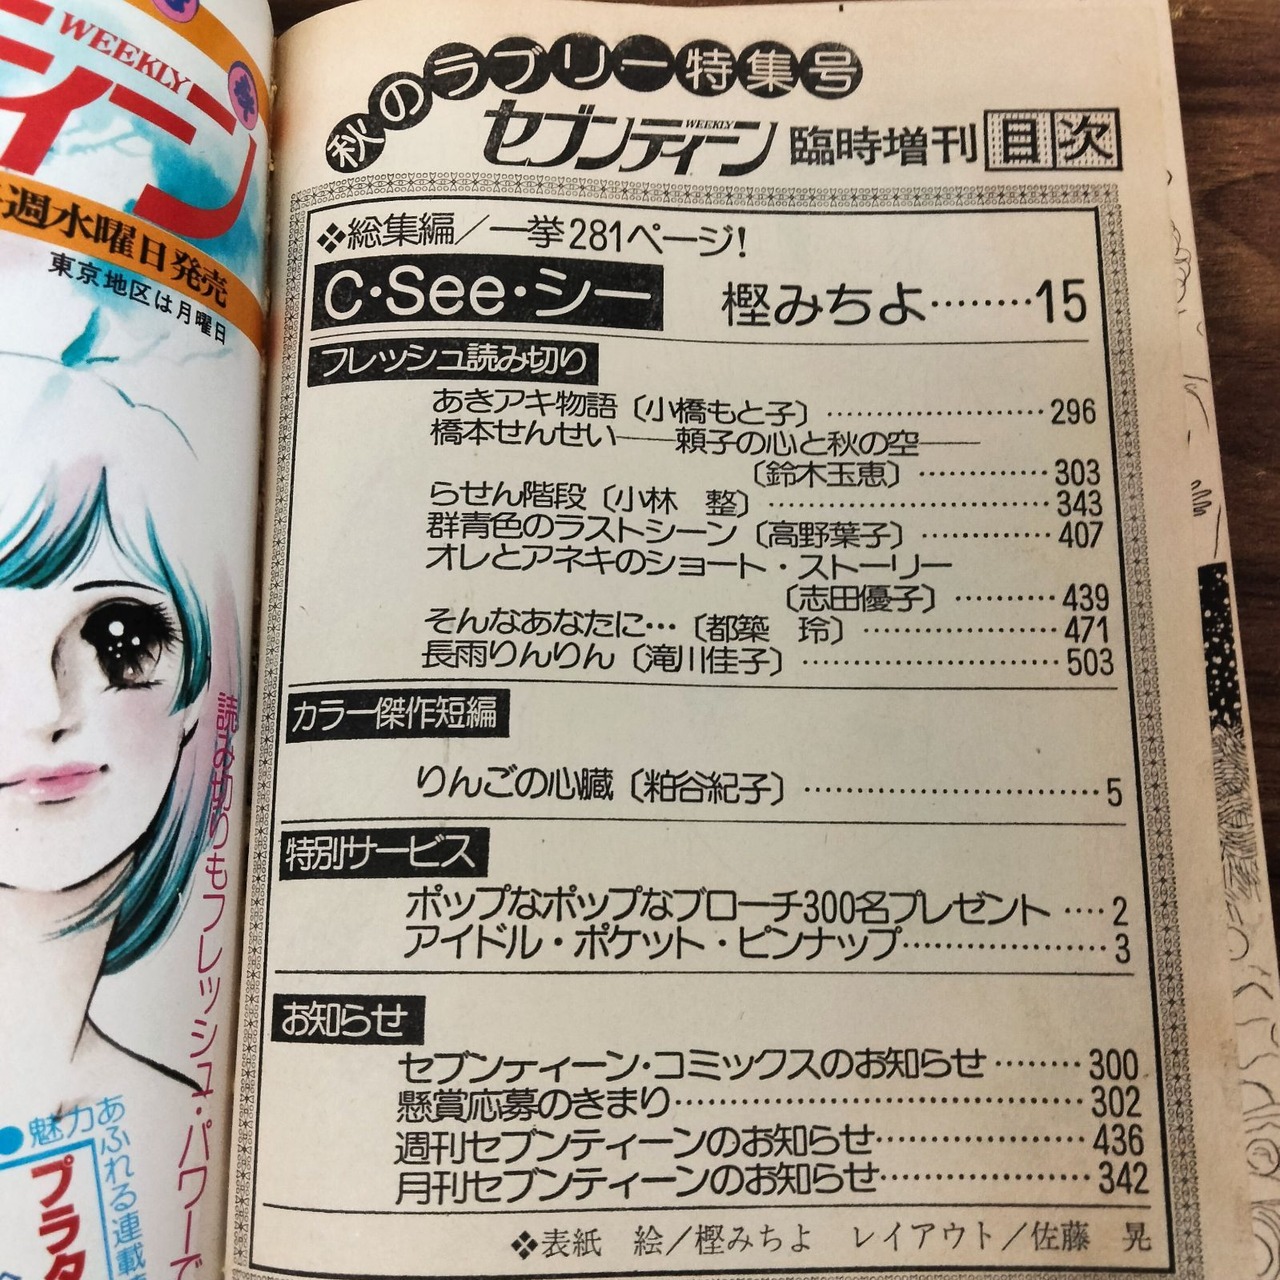 WEEKLY
ィーン
週水曜日発売
東京地区は月曜日
読み切りもフレッシュ・パワーで
あふれる連載
●魅力
プラタ
秋のラブリー特集号
セブンティーン WEEKLY 臨時増刊 目次
❖総集編／一挙281ページ!
C・See・シー 樫みちよ………15
フレッシュ読み切り
あきアキ物語〔小橋もと子〕……………………296
橋本せんせい――頼子の心と秋の空――
〔鈴木玉恵〕……………303
らせん階段〔小林 整〕…………………………343
群青色のラストシーン〔高野葉子〕……………407
オレとアネキのショート・ストーリー
〔志田優子〕…………439
そんなあなたに…〔都築 玲〕…………………471
長雨りんりん〔滝川佳子〕………………………503
カラー傑作短編
りんごの心臓〔粕谷紀子〕………………………………5
特別サービス
ポップなポップなブローチ300名プレゼント …・2
アイドル・ポケット・ピンナップ…………………3
お知らせ
セブンティーン・コミックスのお知らせ………300
懸賞応募のきまり………………………………………302
週刊セブンティーンのお知らせ……………………436
月刊セブンティーンのお知らせ……………………342
❖表紙 絵／樫みちよ レイアウト／佐藤 晃